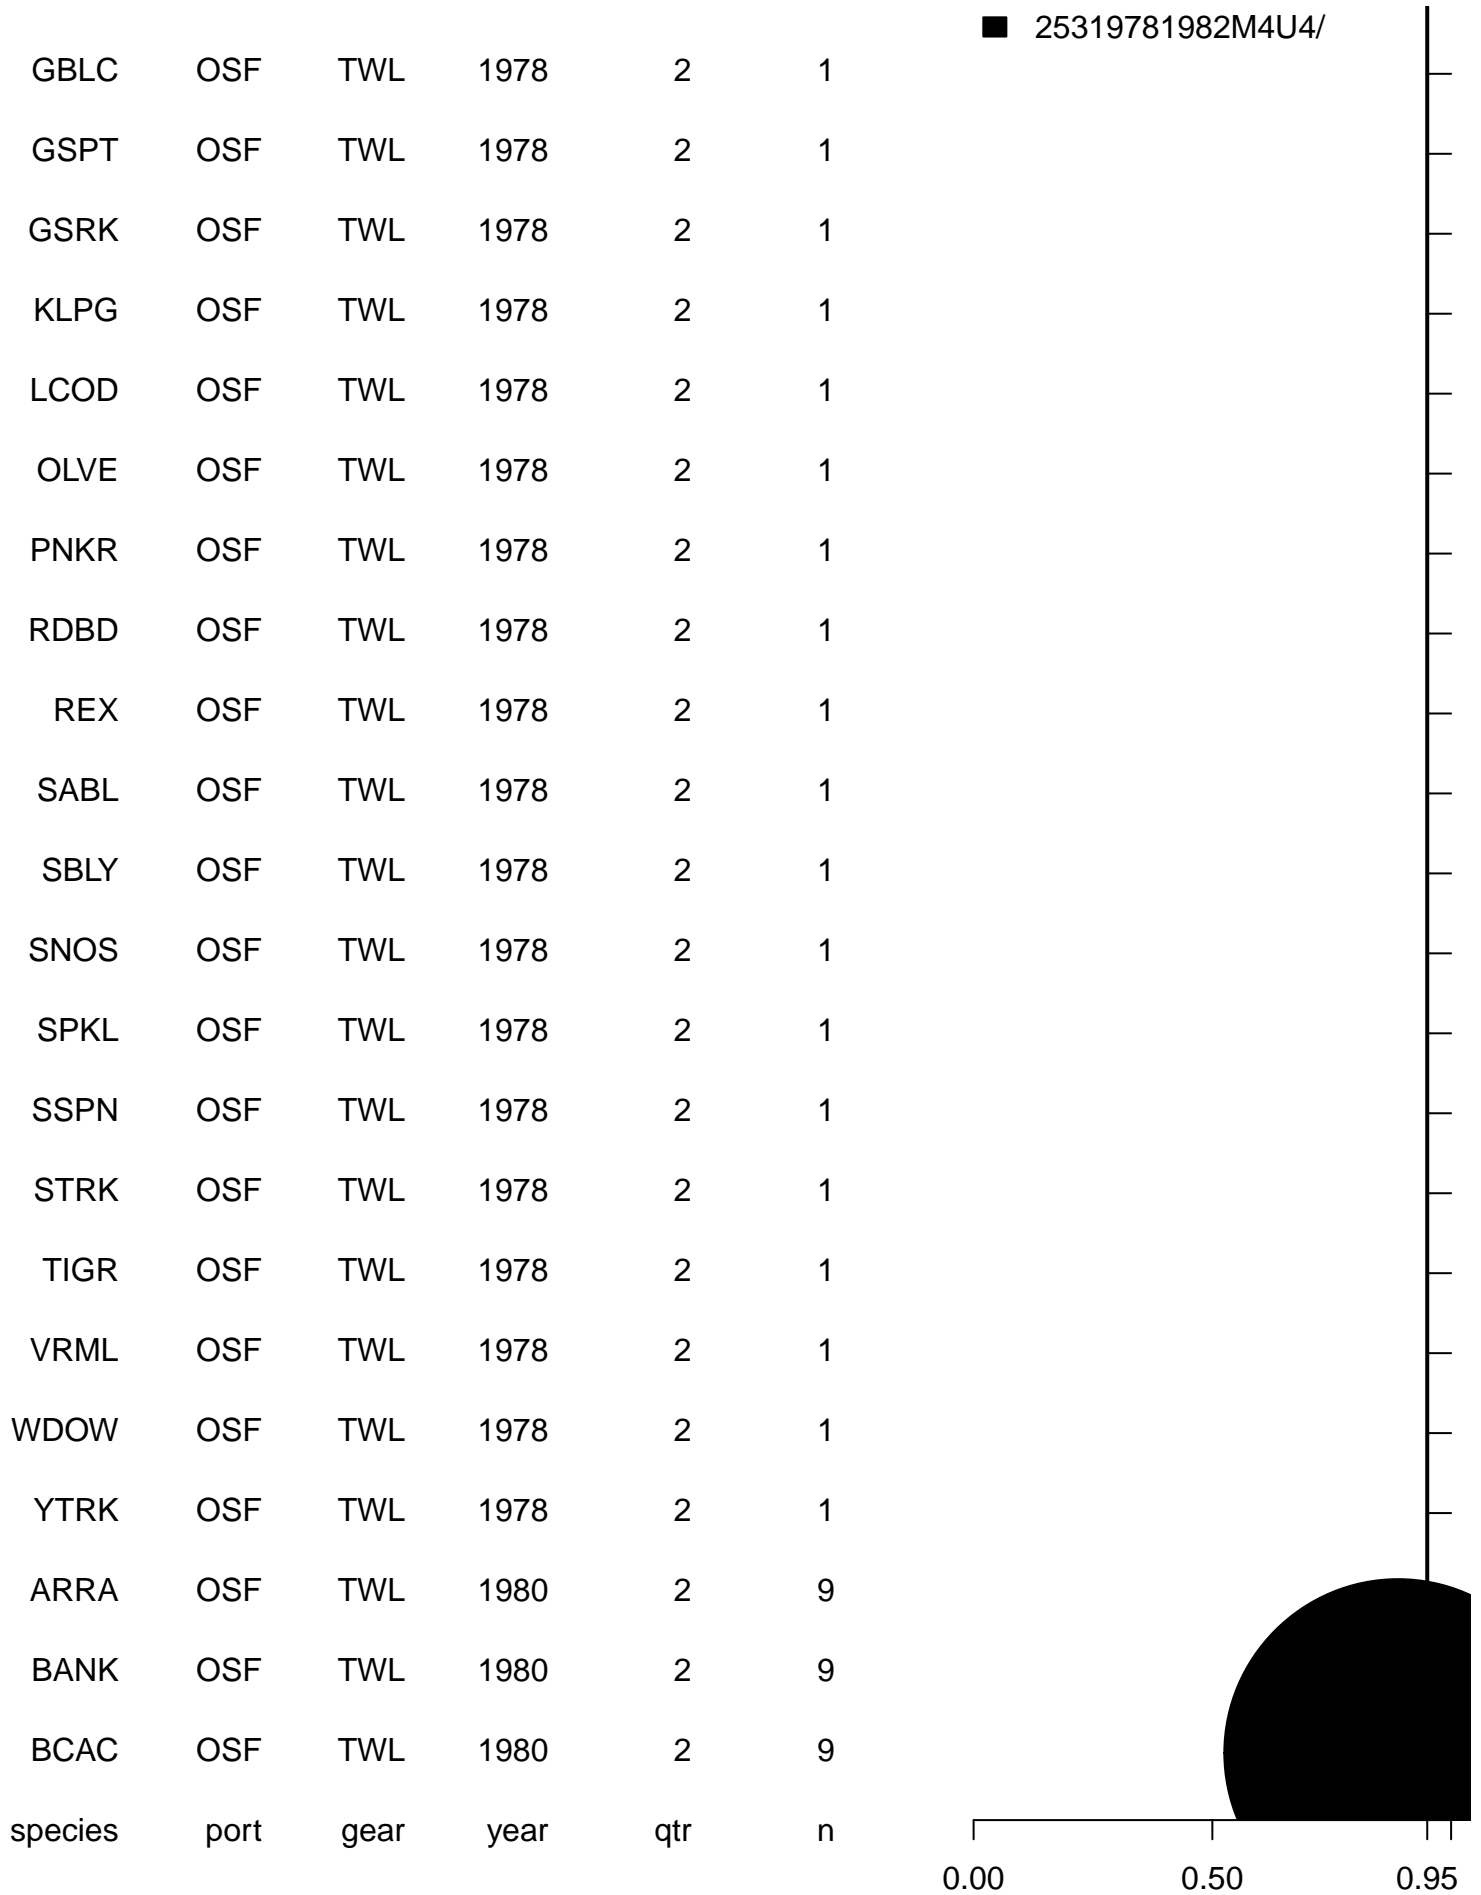 25319781982M4U4/
GBLC OSF TWL 1978 2 1
GSPT OSF TWL 1978 2 1
GSRK OSF TWL 1978 2 1
KLPG OSF TWL 1978 2 1
LCOD OSF TWL 1978 2 1
OLVE OSF TWL 1978 2 1
PNKR OSF TWL 1978 2 1
RDBD OSF TWL 1978 2 1
REX OSF TWL 1978 2 1
SABL OSF TWL 1978 2 1
SBLY OSF TWL 1978 2 1
SNOS OSF TWL 1978 2 1
SPKL OSF TWL 1978 2 1
SSPN OSF TWL 1978 2 1
STRK OSF TWL 1978 2 1
TIGR OSF TWL 1978 2 1
VRML OSF TWL 1978 2 1
WDOW OSF TWL 1978 2 1
YTRK OSF TWL 1978 2 1
ARRA OSF TWL 1980 2 9
BANK OSF TWL 1980 2 9
BCAC OSF TWL 1980 2 9
species port gear year qtr n
0.00 0.50 0.95